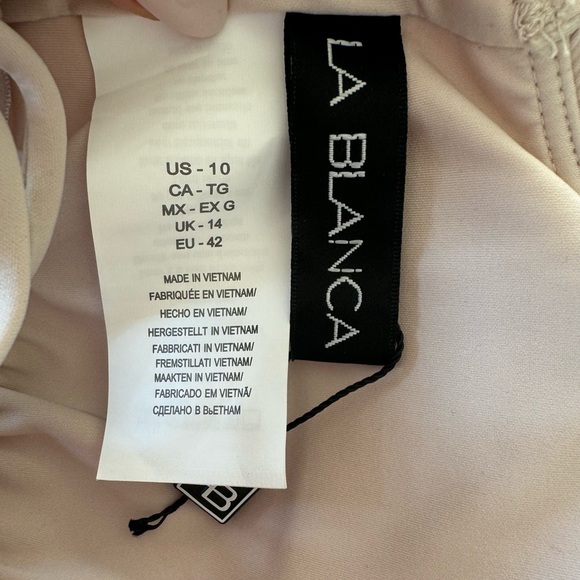 US - 10
CA - TG
MX - EX G
UK - 14
EU - 42
MADE IN VIETNAM
FABRIQUÉE EN VIETNAM/
HECHO EN VIETNAM/
HERGESTELLT IN VIETNAM/
FABBRICATI IN VIETNAM/
FREMSTILLATI VIETNAM/
MAAKTEN IN VIETNAM/
FABRICADO EM VIETNÃ/
СДЕЛАНО В ВЬЕТНАМ
LA BLANCA
B